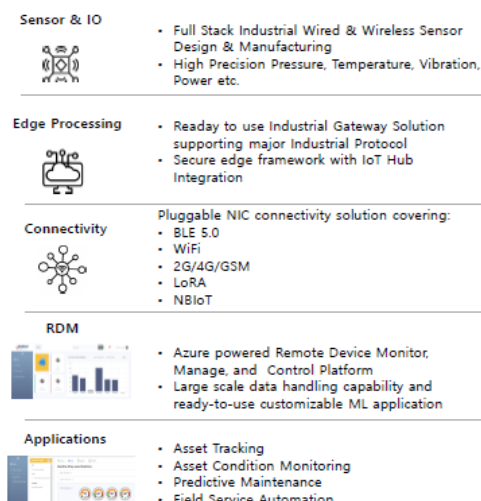 Sensor & IO
• Full Stack Industrial Wired & Wireless Sensor
Design & Manufacturing
• High Precision Pressure, Temperature, Vibration,
Power etc.
Edge Processing
• Readay to use Industrial Gateway Solution
supporting major Industrial Protocol
• Secure edge framework with IoT Hub
Integration
Connectivity
Pluggable NIC connectivity solution covering:
• BLE 5.0
• WiFi
• 2G/4G/GSM
• LoRA
• NBIoT
RDM
• Azure powered Remote Device Monitor,
Manage, and Control Platform
• Large scale data handling capability and
ready-to-use customizable ML application
Applications
• Asset Tracking
• Asset Condition Monitoring
• Predictive Maintenance
• Field Service Automation